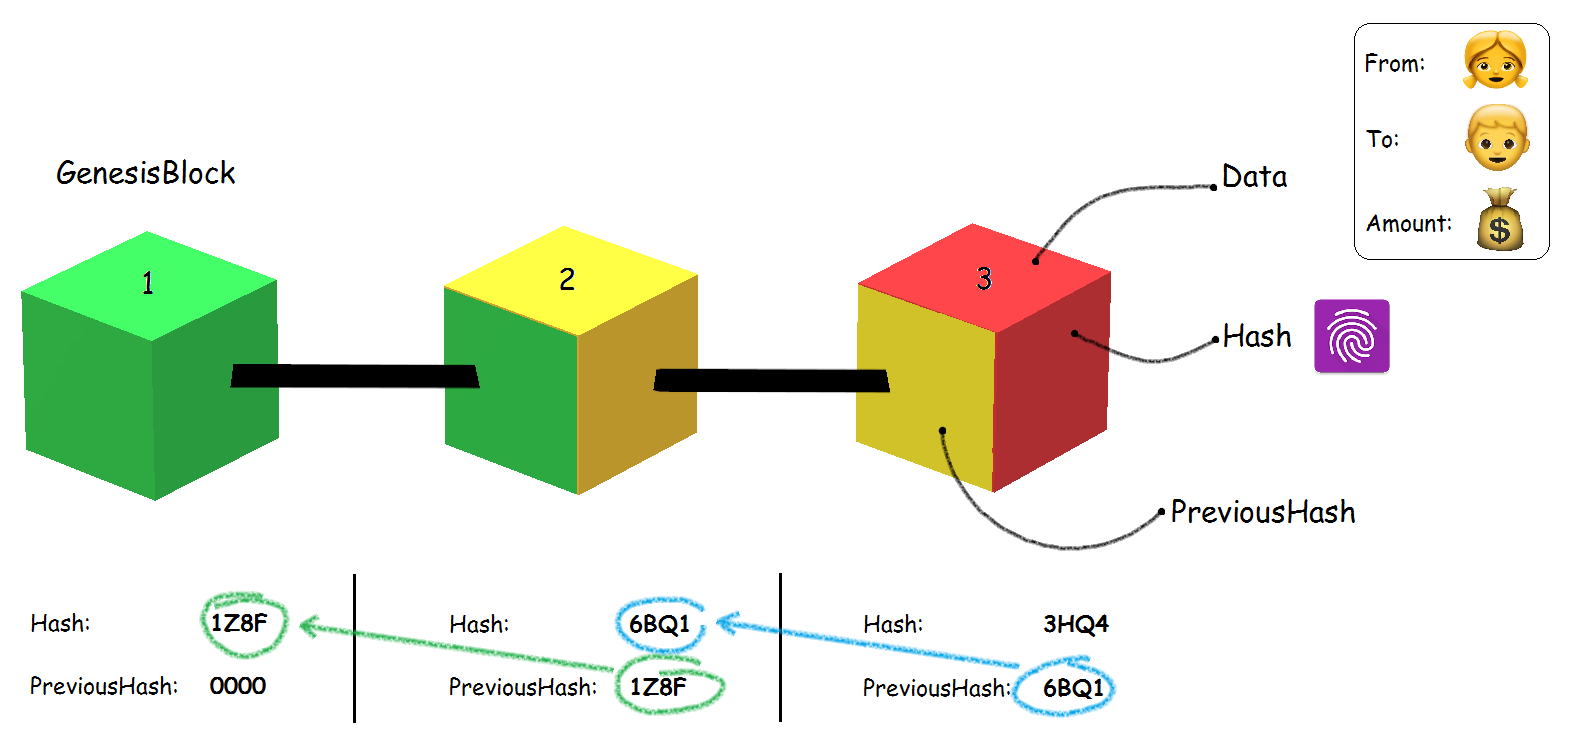 From:
To:
Amount: $
GenesisBlock
Data
1
2
3
Hash
PreviousHash
Hash: 1Z8F
PreviousHash: 0000
Hash: 6BQ1
PreviousHash: 1Z8F
Hash: 3HQ4
PreviousHash: 6BQ1